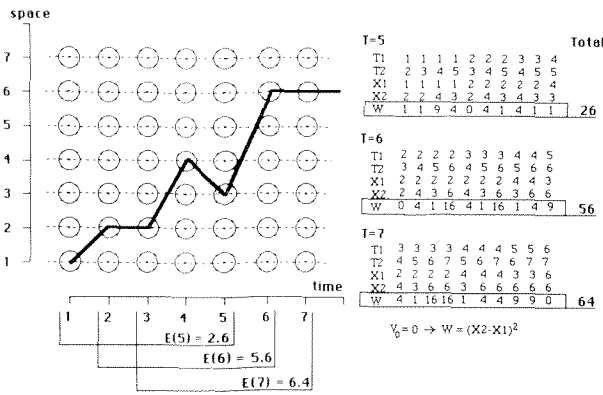 space
7
6
5
4
3
2
1
time
1 2 3 4 5 6 7
E(5) = 2.6
E(6) = 5.6
E(7) = 6.4
T=5 Total
T1 1 1 1 1 2 2 2 3 3 4
T2 2 3 4 5 3 4 5 4 5 5
X1 1 1 1 1 2 2 2 2 2 4
X2 2 2 4 3 2 4 3 4 3 3
W 1 1 9 4 0 4 1 4 1 1 26
T=6
T1 2 2 2 2 3 3 3 4 4 5
T2 3 4 5 6 4 5 6 5 6 6
X1 2 2 2 2 2 2 2 4 4 3
X2 2 4 3 6 4 3 6 3 6 6
W 0 4 1 16 4 1 16 1 4 9 56
T=7
T1 3 3 3 3 4 4 4 5 5 6
T2 4 5 6 7 5 6 7 6 7 7
X1 2 2 2 2 4 4 4 3 3 6
X2 4 3 6 6 3 6 6 6 6 6
W 4 1 16 16 1 4 4 9 9 0 64
V₀= 0 → W = (X2-X1)²